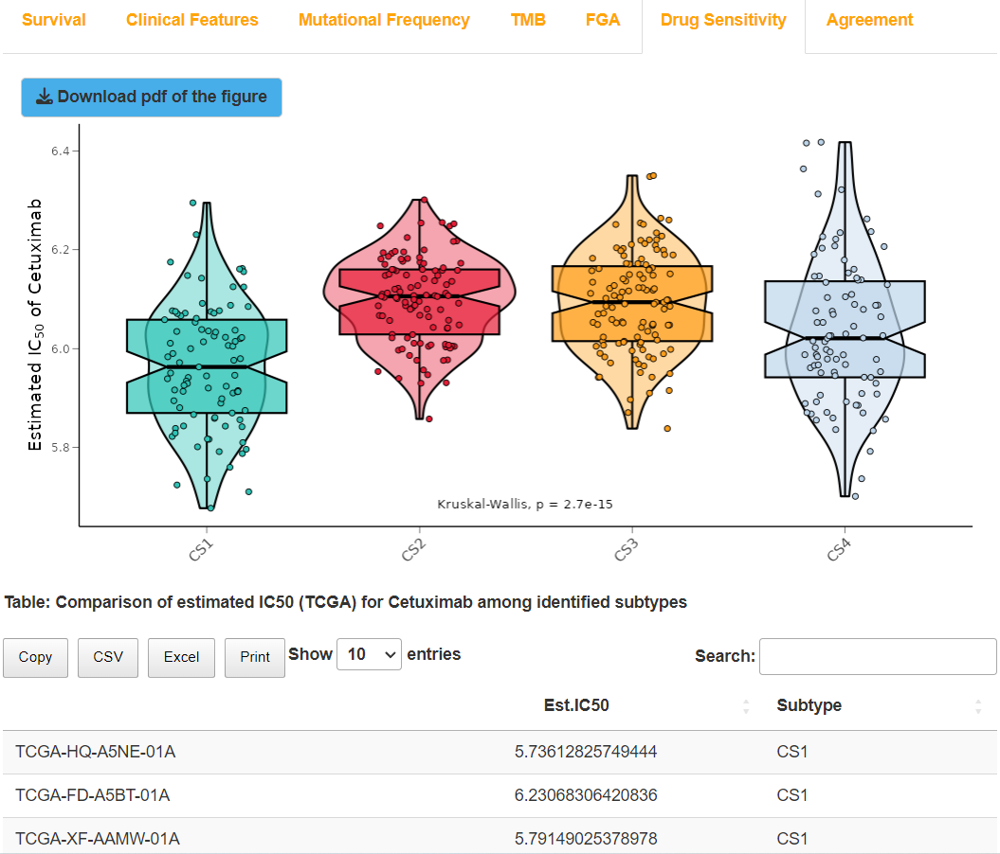 Survival Clinical Features Mutational Frequency TMB FGA Drug Sensitivity Agreement
Download pdf of the figure
Estimated IC50 of Cetuximab
6.4
6.2
6.0
5.8
Kruskal-Wallis, p = 2.7e-15
CS1 CS2 CS3 CS4
Table: Comparison of estimated IC50 (TCGA) for Cetuximab among identified subtypes
Copy CSV Excel Print Show 10 entries Search:
Est.IC50 Subtype
TCGA-HQ-A5NE-01A 5.73612825749444 CS1
TCGA-FD-A5BT-01A 6.23068306420836 CS1
TCGA-XF-AAMW-01A 5.79149025378978 CS1